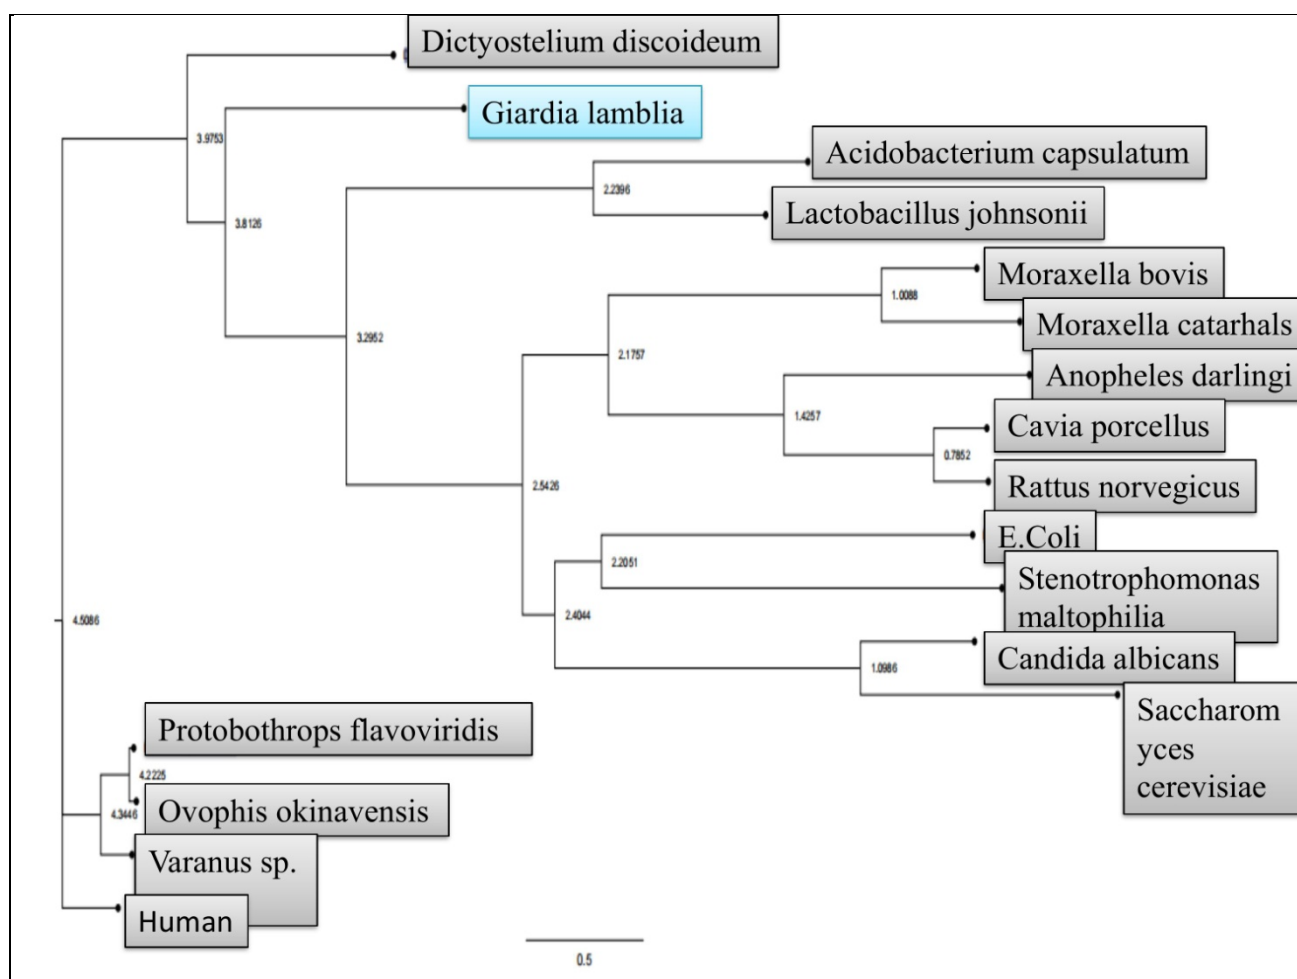 Dictyostelium discoideum
Giardia lamblia
3.9753
Acidobacterium capsulatum
2.2396
Lactobacillus johnsonii
3.8126
Moraxella bovis
1.0088
Moraxella catarhals
3.2952
2.1757
Anopheles darlingi
1.4257
Cavia porcellus
0.7852
Rattus norvegicus
2.5426
E.Coli
2.2051
Stenotrophomonas
maltophilia
2.4044
4.5086
Candida albicans
1.0986
Saccharom
yces
cerevisiae
Protobothrops flavoviridis
4.2225
Ovophis okinavensis
4.3446
Varanus sp.
Human
0.5